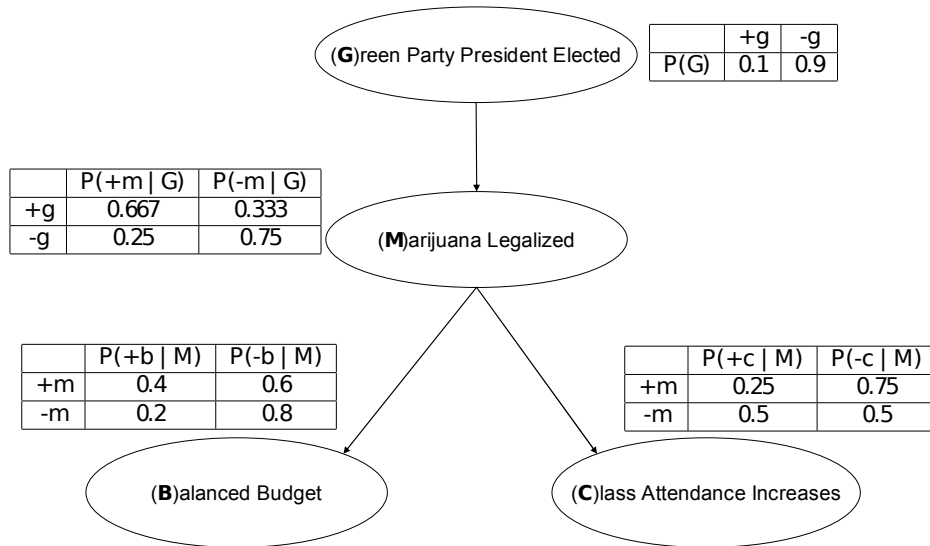 (G)reen Party President Elected
+g -g
P(G) 0.1 0.9
P(+m | G) P(-m | G)
+g 0.667 0.333
-g 0.25 0.75
(M)arijuana Legalized
P(+b | M) P(-b | M)
+m 0.4 0.6
-m 0.2 0.8
P(+c | M) P(-c | M)
+m 0.25 0.75
-m 0.5 0.5
(B)alanced Budget
(C)lass Attendance Increases